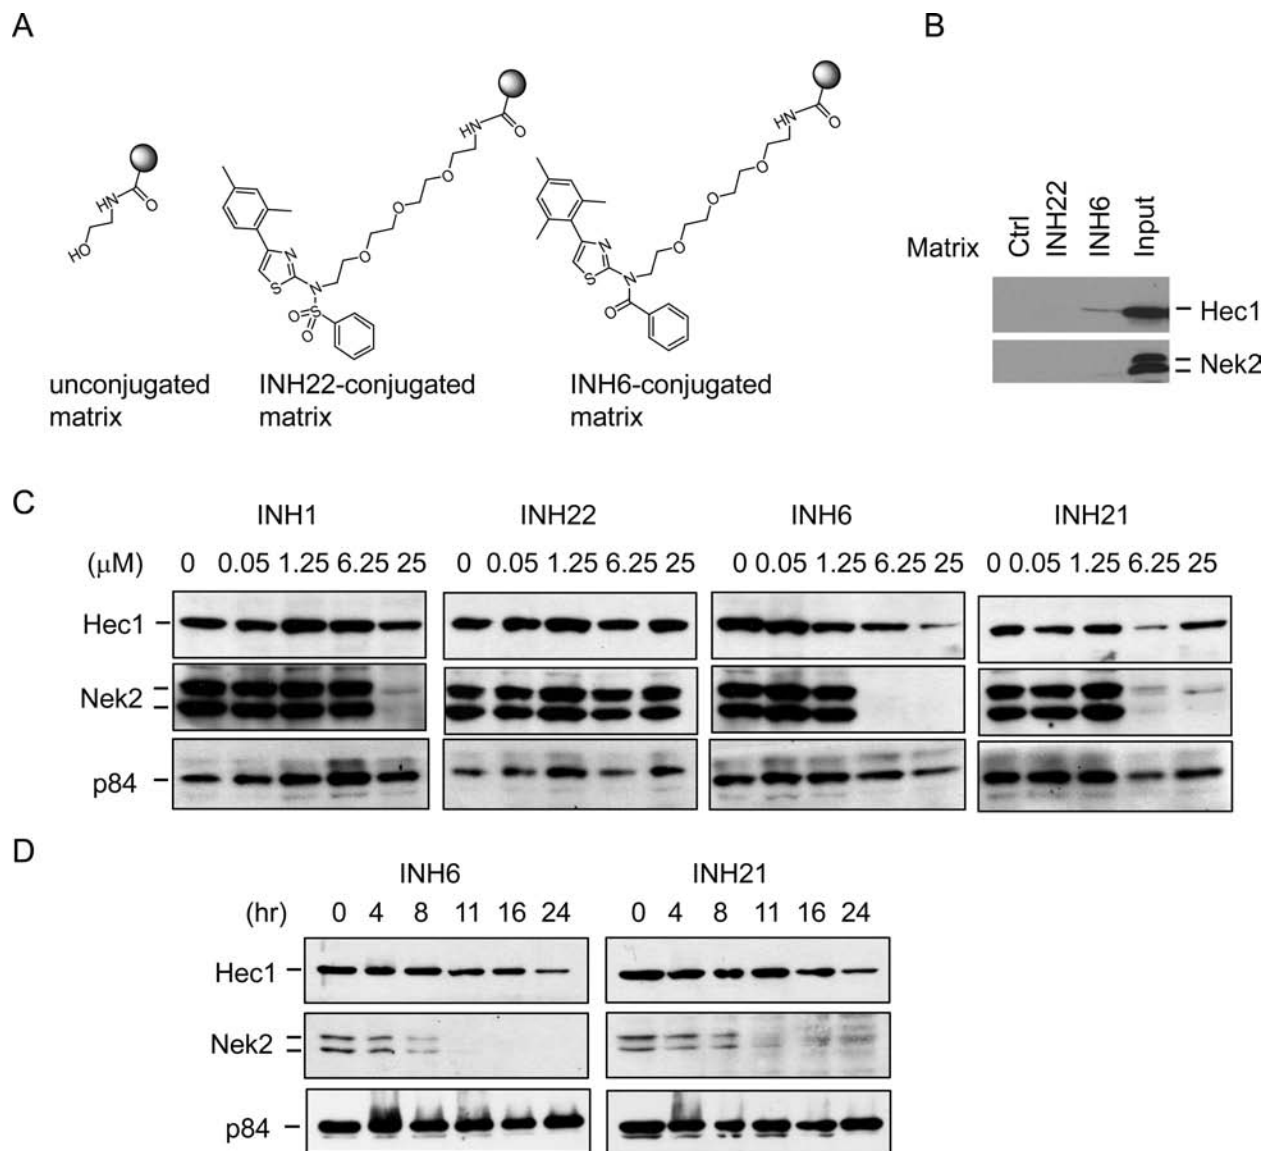 A
B
HN
O
HO
HN
O
O
O
O
N
S
N
O
S
O
HN
O
O
O
O
N
S
N
O
unconjugated
matrix
INH22-conjugated
matrix
INH6-conjugated
matrix
Matrix
Ctrl
INH22
INH6
Input
Hec1
Nek2
C
INH1
INH22
INH6
INH21
(μM)
0 0.05 1.25 6.25 25
0 0.05 1.25 6.25 25
0 0.05 1.25 6.25 25
0 0.05 1.25 6.25 25
Hec1
Nek2
p84
D
INH6
INH21
(hr)
0 4 8 11 16 24
0 4 8 11 16 24
Hec1
Nek2
p84